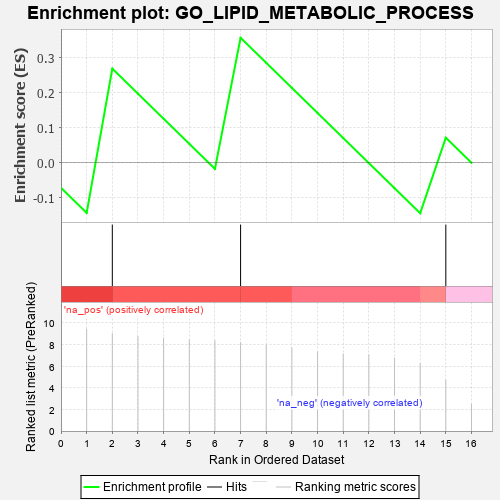 Enrichment plot: GO_LIPID_METABOLIC_PROCESS
Enrichment score (ES)
0.3
0.2
0.1
0.0
-0.1
'na_pos' (positively correlated)
Ranked list metric (PreRanked)
10
8
6
4
2
0
'na_neg' (negatively correlated)
0 1 2 3 4 5 6 7 8 9 10 11 12 13 14 15 16
Rank in Ordered Dataset
Enrichment profile Hits Ranking metric scores